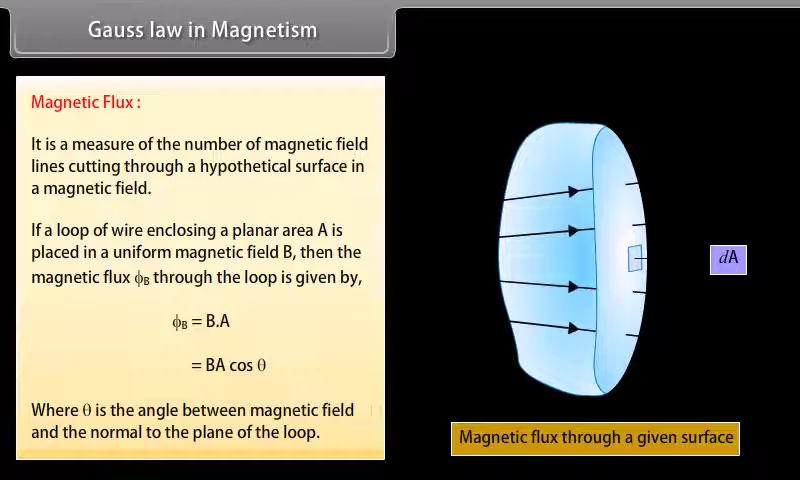 Gauss law in Magnetism
Magnetic Flux :
It is a measure of the number of magnetic field
lines cutting through a hypothetical surface in
a magnetic field.
If a loop of wire enclosing a planar area A is
placed in a uniform magnetic field B, then the
magnetic flux ϕB through the loop is given by,
ϕB = B.A
= BA cos θ
Where θ is the angle between magnetic field
and the normal to the plane of the loop.
dA
Magnetic flux through a given surface